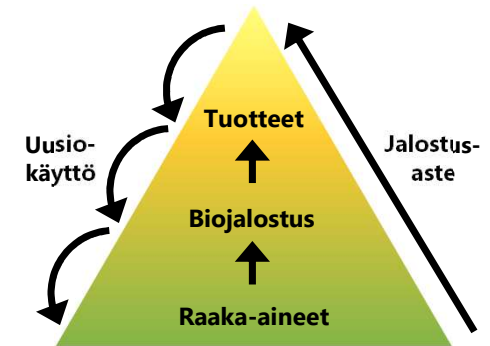 Tuotteet
Uusio-
käyttö
Jalostus-
aste
Biojalostus
Raaka-aineet